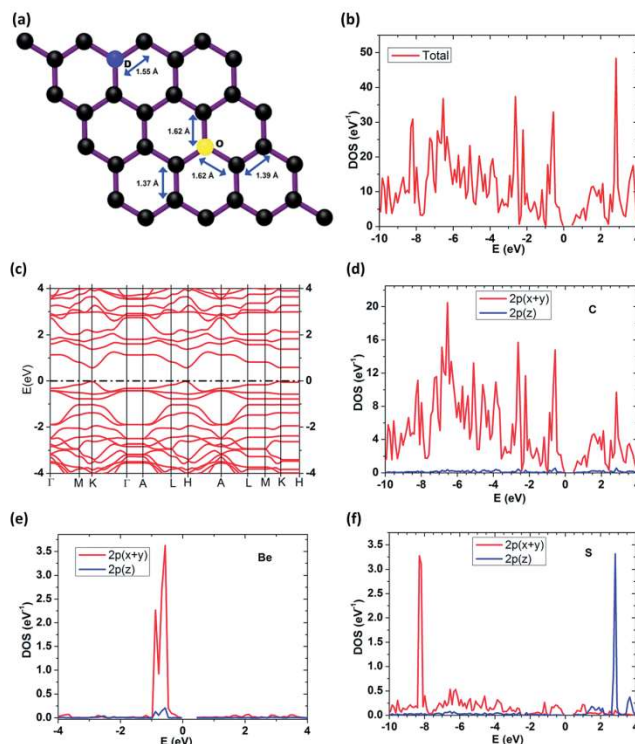 (a)
D
1.55 Å
1.62 Å
O
1.37 Å
1.62 Å
1.39 Å
(b)
Total
DOS (eV⁻¹)
50
40
30
20
10
0
-10 -8 -6 -4 -2 0 2 4
E (eV)
(c)
E(eV)
4 4
2 2
0 0
-2 -2
-4 -4
Γ M K Γ A L H A L M K H
(d)
2p(x+y)
2p(z)
C
DOS (eV⁻¹)
20
16
12
8
4
0
-10 -8 -6 -4 -2 0 2 4
E (eV)
(e)
2p(x+y)
2p(z)
Be
DOS (eV⁻¹)
3.5
3.0
2.5
2.0
1.5
1.0
0.5
0.0
-4 -2 0 2 4
E (eV)
(f)
2p(x+y)
2p(z)
S
DOS (eV⁻¹)
3.5
3.0
2.5
2.0
1.5
1.0
0.5
0.0
-10 -8 -6 -4 -2 0 2 4
E (eV)